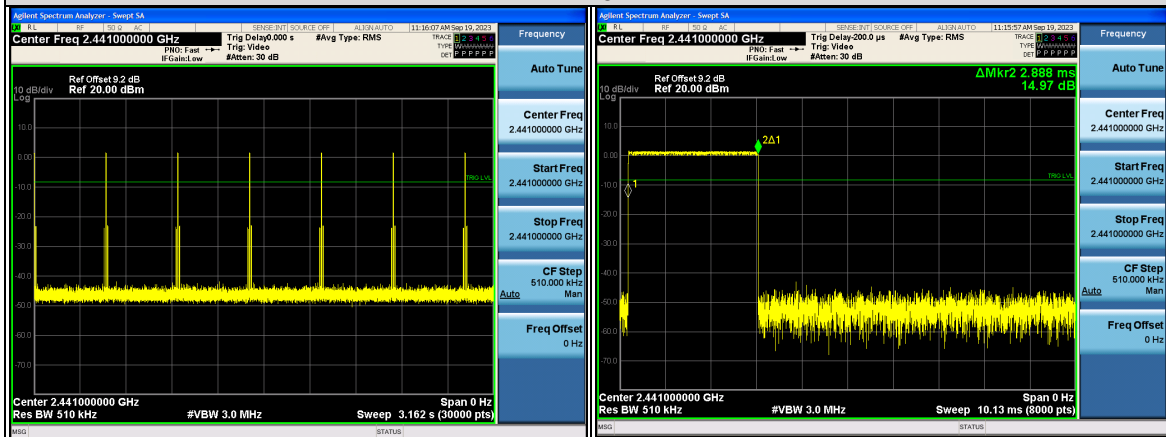 Agilent Spectrum Analyzer - Swept SA
RL RF 50 Ω AC SENSE:INT SOURCE OFF ALIGN AUTO 11:16:07 AM Sep 19, 2023
Center Freq 2.441000000 GHz
Trig Delay0.000 s #Avg Type: RMS
PNO: Fast Trig: Video
IFGain:Low #Atten: 30 dB
TRACE 1 2 3 4 5 6
TYPE WWWWWW
DET P P P P P P
Ref Offset 9.2 dB
10 dB/div Ref 20.00 dBm
Log
10.0
0.00
TRIG LVL
-10.0
-20.0
-30.0
-40.0
-50.0
-60.0
-70.0
Center 2.441000000 GHz Span 0 Hz
Res BW 510 kHz #VBW 3.0 MHz Sweep 3.162 s (30000 pts)
MSG STATUS
Frequency
Auto Tune
Center Freq
2.441000000 GHz
Start Freq
2.441000000 GHz
Stop Freq
2.441000000 GHz
CF Step
510.000 kHz
Auto Man
Freq Offset
0 Hz
Agilent Spectrum Analyzer - Swept SA
RL RF 50 Ω AC SENSE:INT SOURCE OFF ALIGN AUTO 11:15:57 AM Sep 19, 2023
Center Freq 2.441000000 GHz
Trig Delay-200.0 µs #Avg Type: RMS
PNO: Fast Trig: Video
IFGain:Low #Atten: 30 dB
TRACE 1 2 3 4 5 6
TYPE WWWWWW
DET P P P P P P
ΔMkr2 2.888 ms
14.97 dB
Ref Offset 9.2 dB
10 dB/div Ref 20.00 dBm
Log
10.0
2Δ1
0.00
TRIG LVL
-10.0
1
-20.0
-30.0
-40.0
-50.0
-60.0
-70.0
Center 2.441000000 GHz Span 0 Hz
Res BW 510 kHz #VBW 3.0 MHz Sweep 10.13 ms (8000 pts)
MSG STATUS
Frequency
Auto Tune
Center Freq
2.441000000 GHz
Start Freq
2.441000000 GHz
Stop Freq
2.441000000 GHz
CF Step
510.000 kHz
Auto Man
Freq Offset
0 Hz